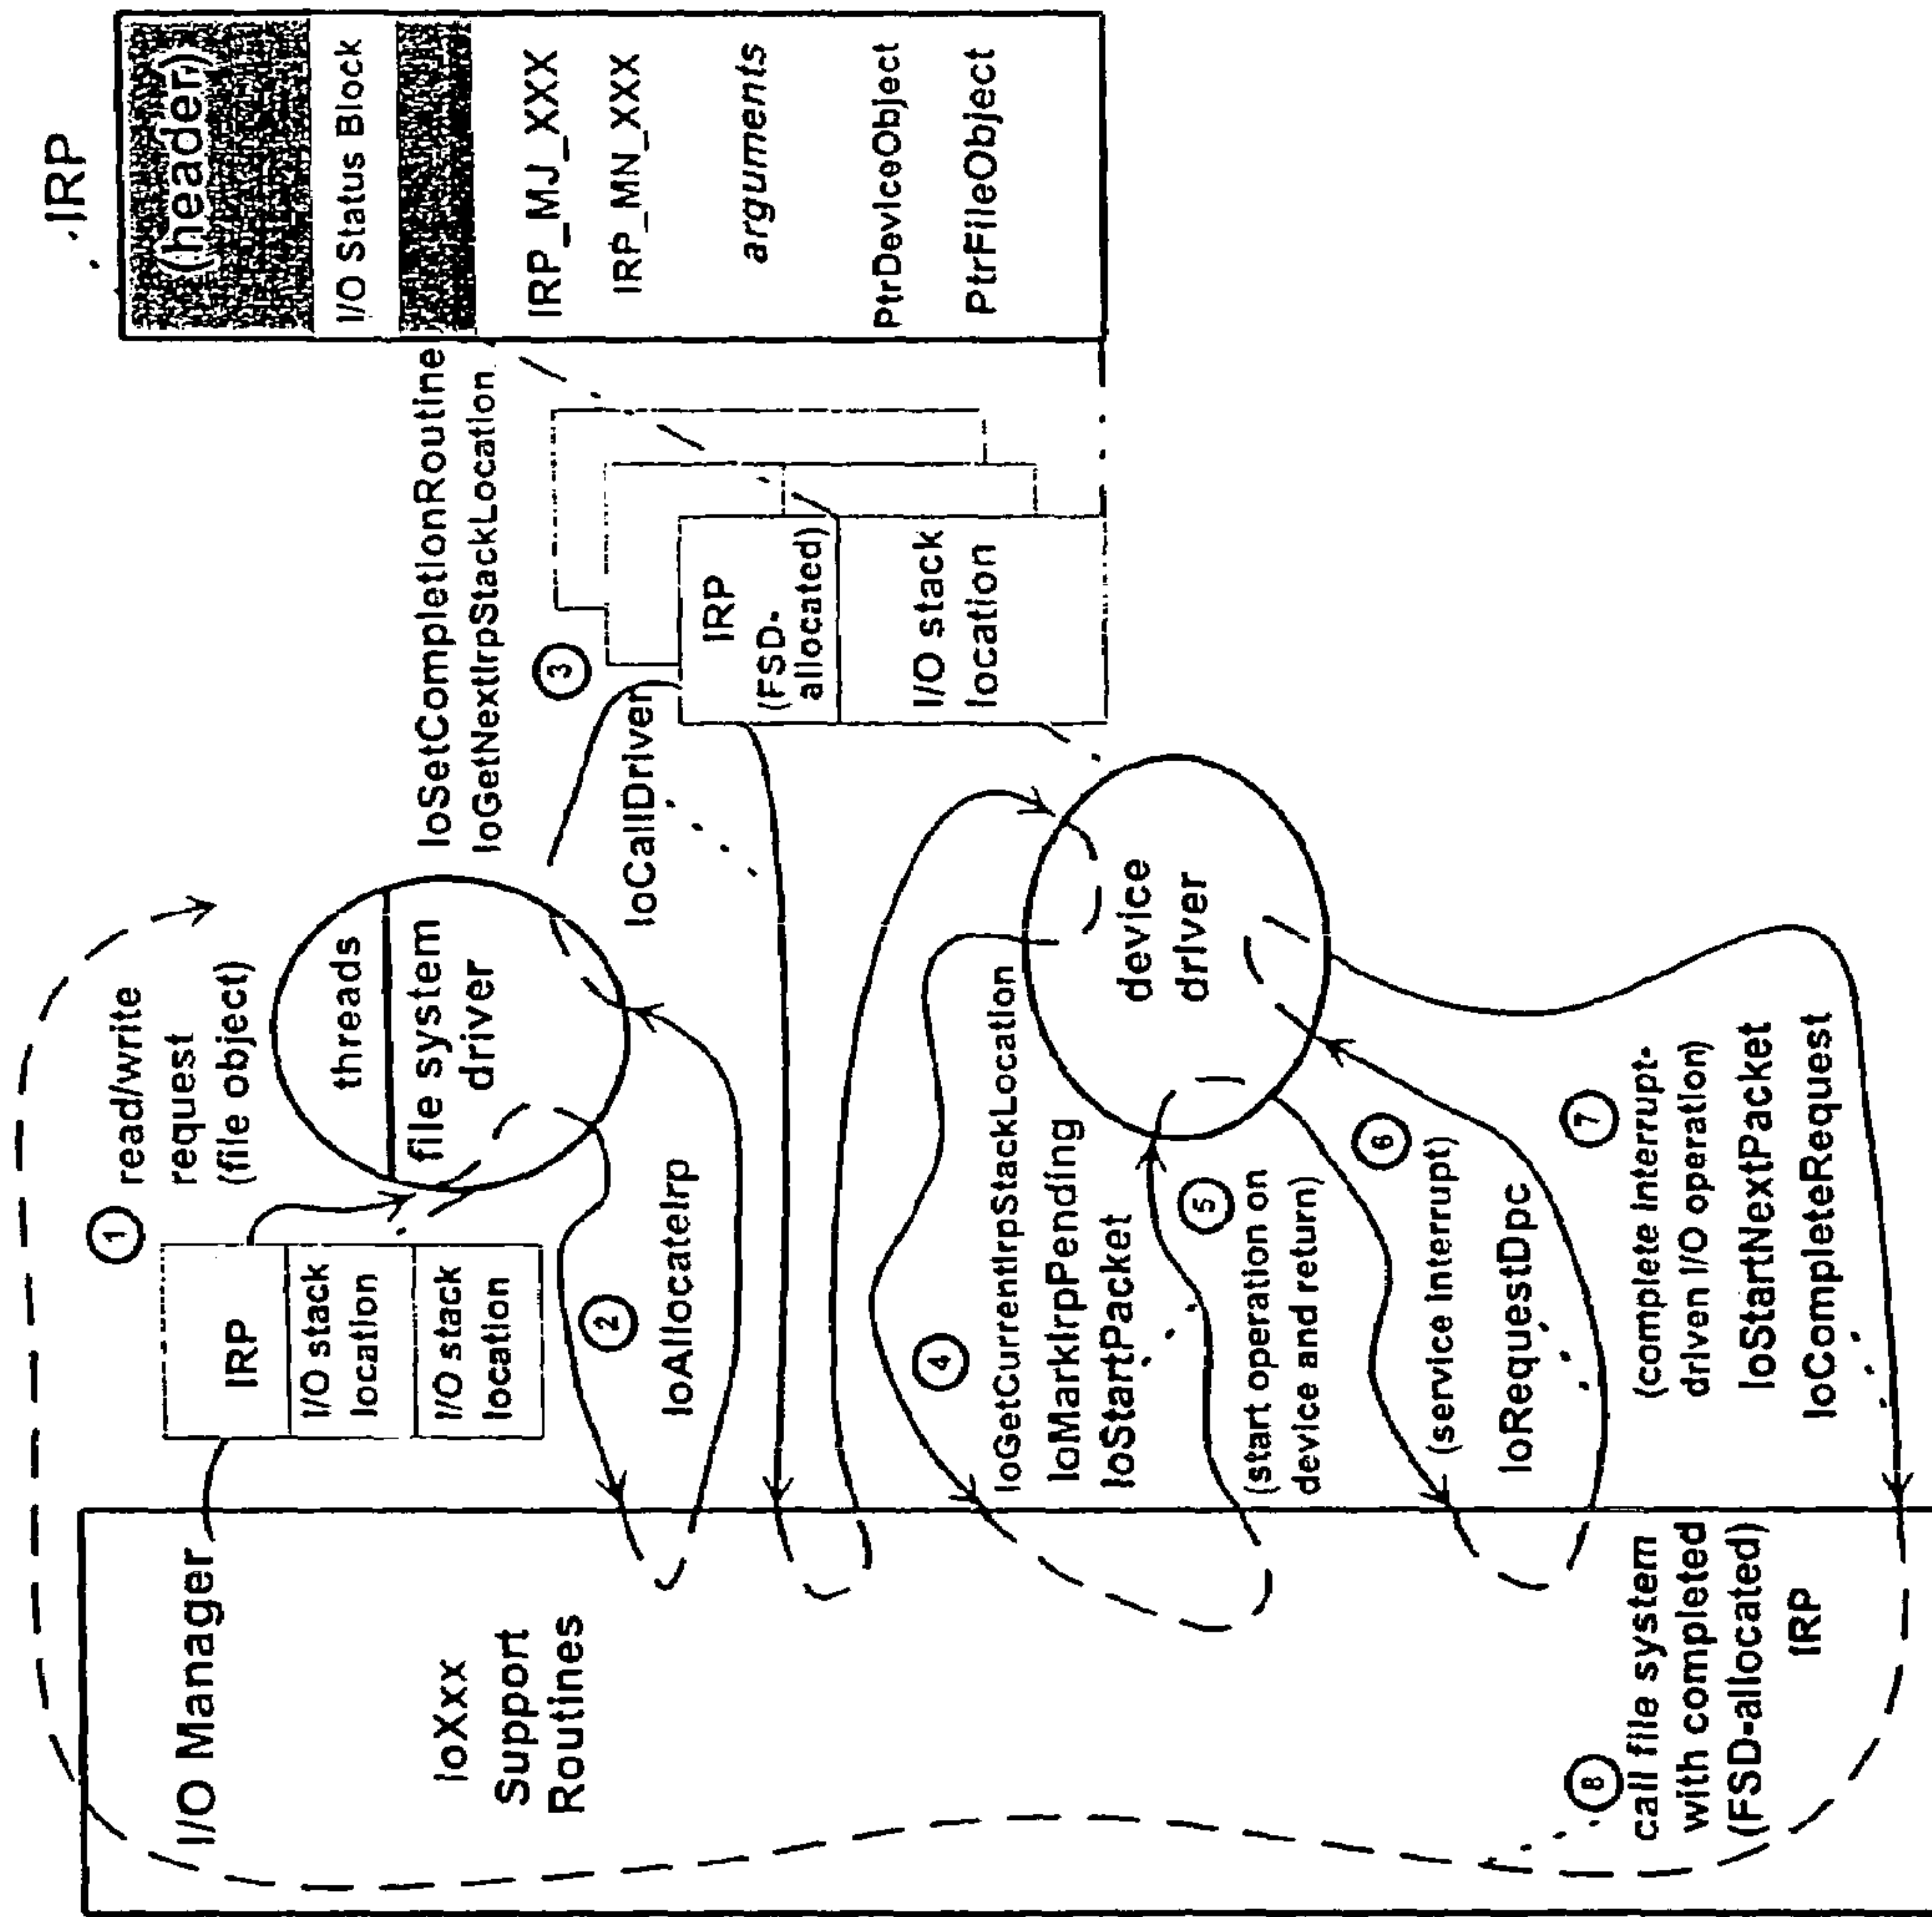 I/O Manager
IoXxx
Support
Routines
IRP
I/O stack
location
I/O stack
location
1
read/write
request
(file object)
threads
file system
driver
2
IoAllocateIrp
IoSetCompletionRoutine
IoGetNextIrpStackLocation
3
IoCallDriver
IRP
(FSD-
allocated)
I/O stack
location
IRP
(header)
I/O Status Block
IRP_MJ_XXX
IRP_MN_XXX
arguments
PtrDeviceObject
PtrFileObject
4
IoGetCurrentIrpStackLocation
IoMarkIrpPending
IoStartPacket
device
driver
5
(start operation on
device and return)
6
(service interrupt)
IoRequestDpc
7
(complete interrupt-
driven I/O operation)
IoStartNextPacket
IoCompleteRequest
8
call file system
with completed
(FSD-allocated)
IRP